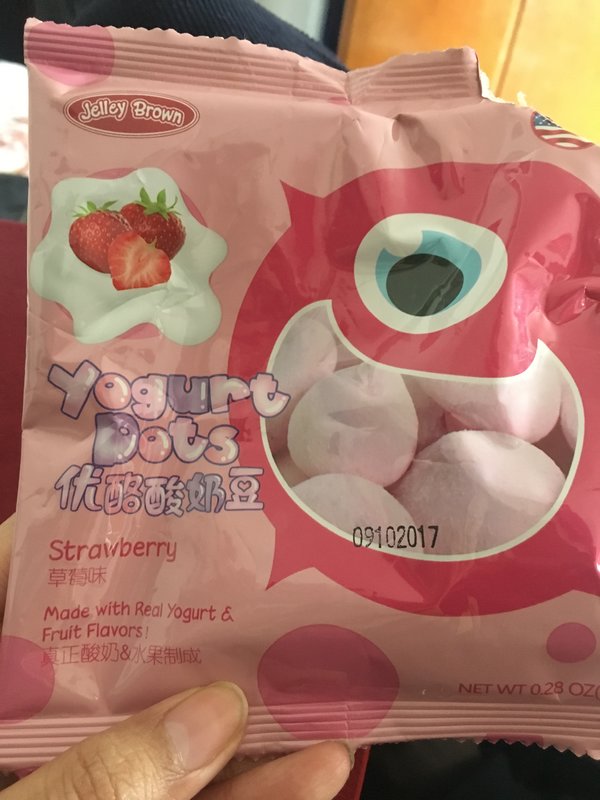 Jelley Brown
Yogurt
Dots
优酪酸奶豆
Strawberry
草莓味
Made with Real Yogurt &
Fruit Flavors!
真正酸奶&水果制成
09102017
NET WT 0.28 OZ(